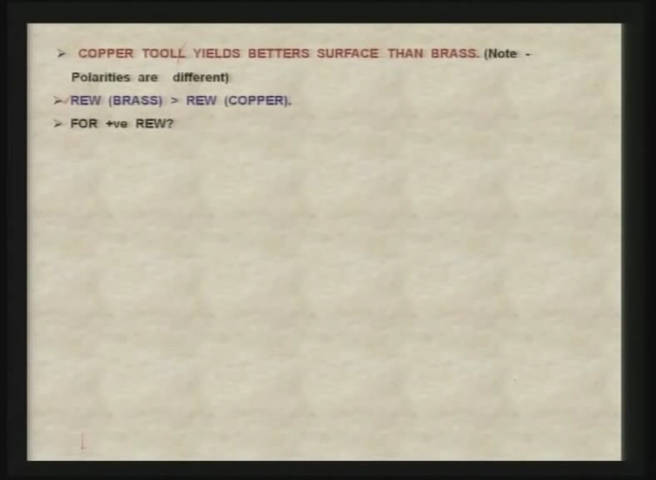 ➢ COPPER TOOLL YIELDS BETTERS SURFACE THAN BRASS. (Note -
Polarities are different)
➢ REW (BRASS) > REW (COPPER).
➢ FOR +ve REW?